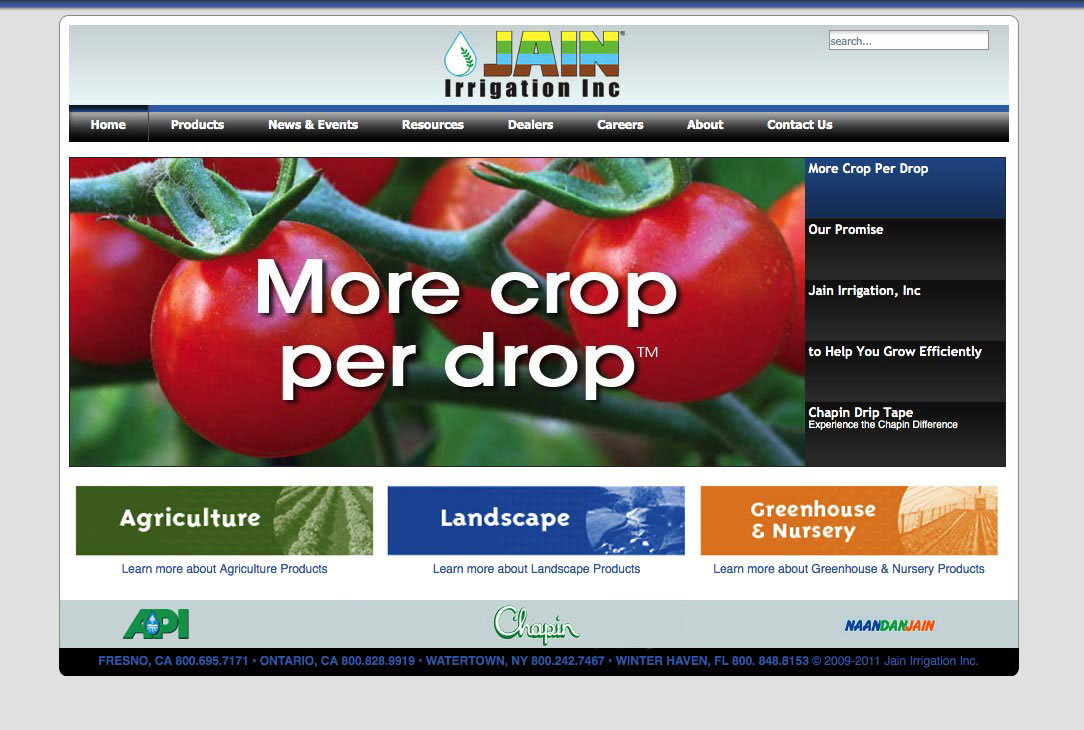 JAIN®
Irrigation Inc
search...
Home Products News & Events Resources Dealers Careers About Contact Us
More crop
per drop™
More Crop Per Drop
Our Promise
Jain Irrigation, Inc
to Help You Grow Efficiently
Chapin Drip Tape
Experience the Chapin Difference
Agriculture
Landscape
Greenhouse
& Nursery
Learn more about Agriculture Products
Learn more about Landscape Products
Learn more about Greenhouse & Nursery Products
API
Chapin
NAANDANJAIN
FRESNO, CA 800.695.7171 • ONTARIO, CA 800.828.9919 • WATERTOWN, NY 800.242.7467 • WINTER HAVEN, FL 800. 848.8153 © 2009-2011 Jain Irrigation Inc.